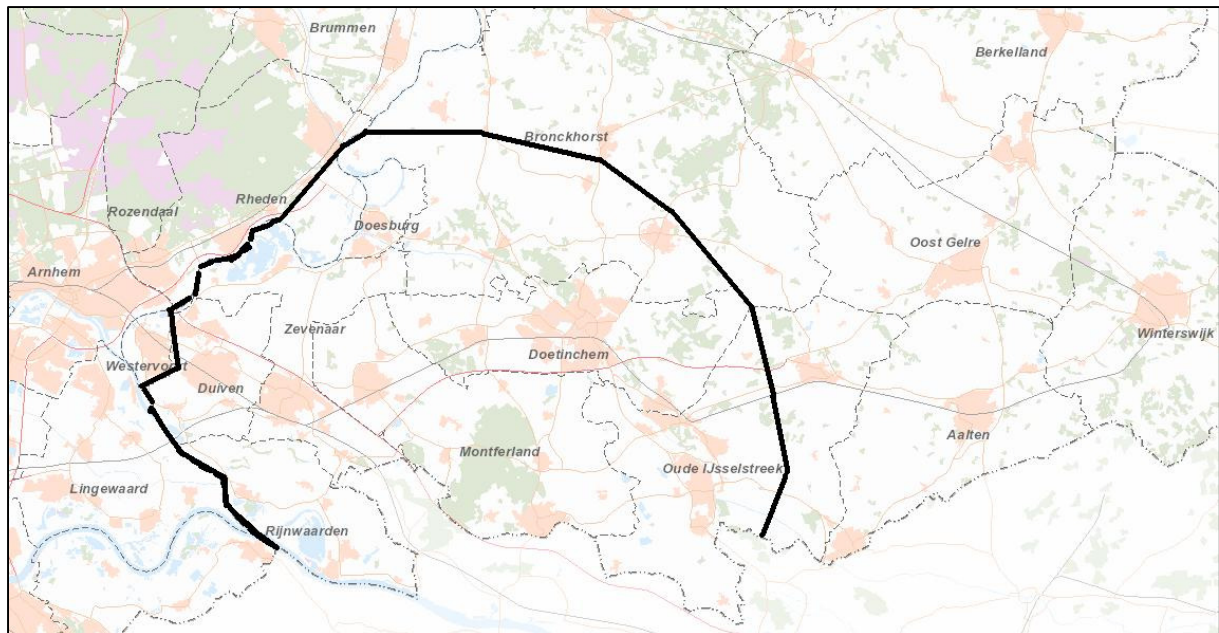 Brummen
Berkelland
Bronckhorst
Rheden
Rozendaal
Doesburg
Oost Gelre
Arnhem
Zevenaar
Winterswijk
Doetinchem
Westervoort
Duiven
Aalten
Montferland
Oude IJsselstreek
Lingewaard
Rijnwaarden